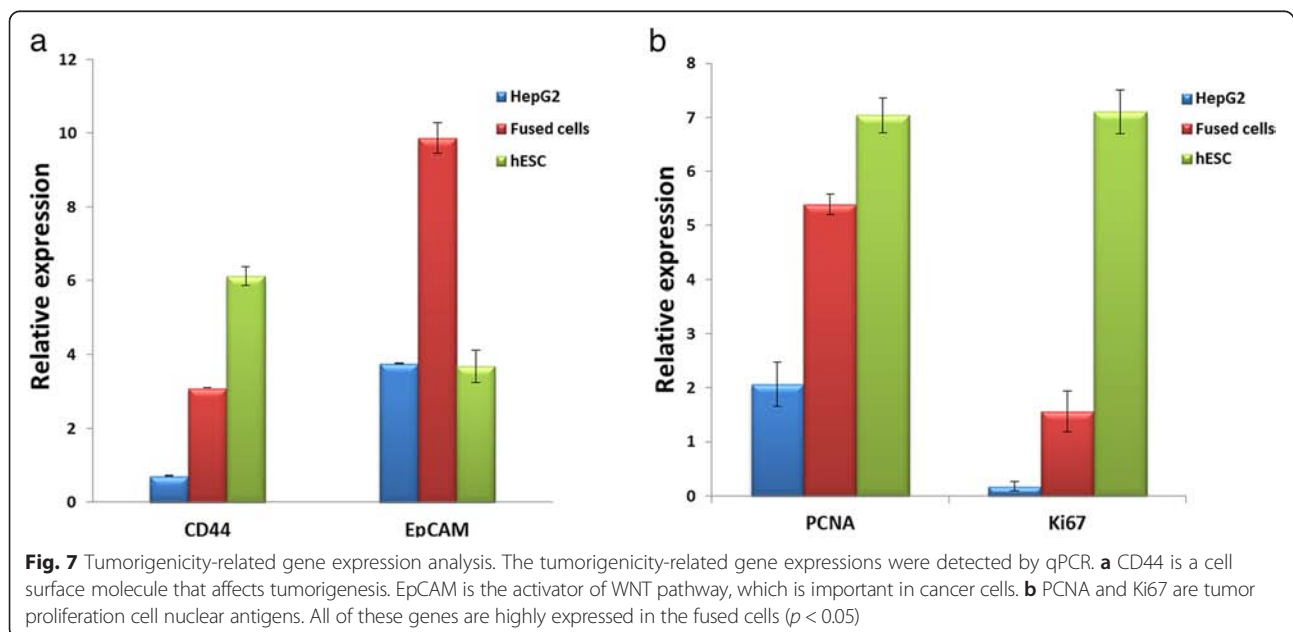 a
12
10
8
6
4
2
0
Relative expression
HepG2
Fused cells
hESC
CD44
EpCAM
b
8
7
6
5
4
3
2
1
0
Relative expression
HepG2
Fused cells
hESC
PCNA
Ki67
Fig. 7 Tumorigenicity-related gene expression analysis. The tumorigenicity-related gene expressions were detected by qPCR. a CD44 is a cell
surface molecule that affects tumorigenesis. EpCAM is the activator of WNT pathway, which is important in cancer cells. b PCNA and Ki67 are tumor
proliferation cell nuclear antigens. All of these genes are highly expressed in the fused cells (p < 0.05)